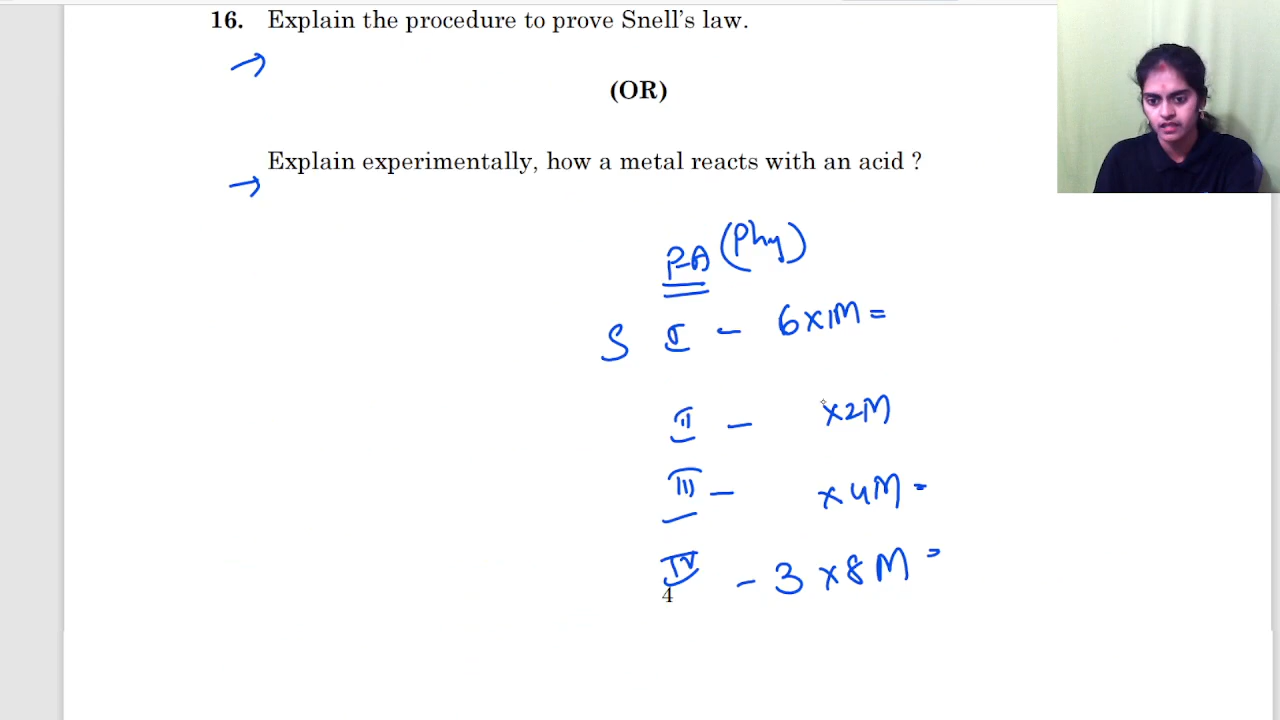 16. Explain the procedure to prove Snell's law.
(OR)
Explain experimentally, how a metal reacts with an acid ?
P-A (Phy)
S I - 6×1M =
II - ×2M
III - ×4M =
IV - 3 ×8M =
4